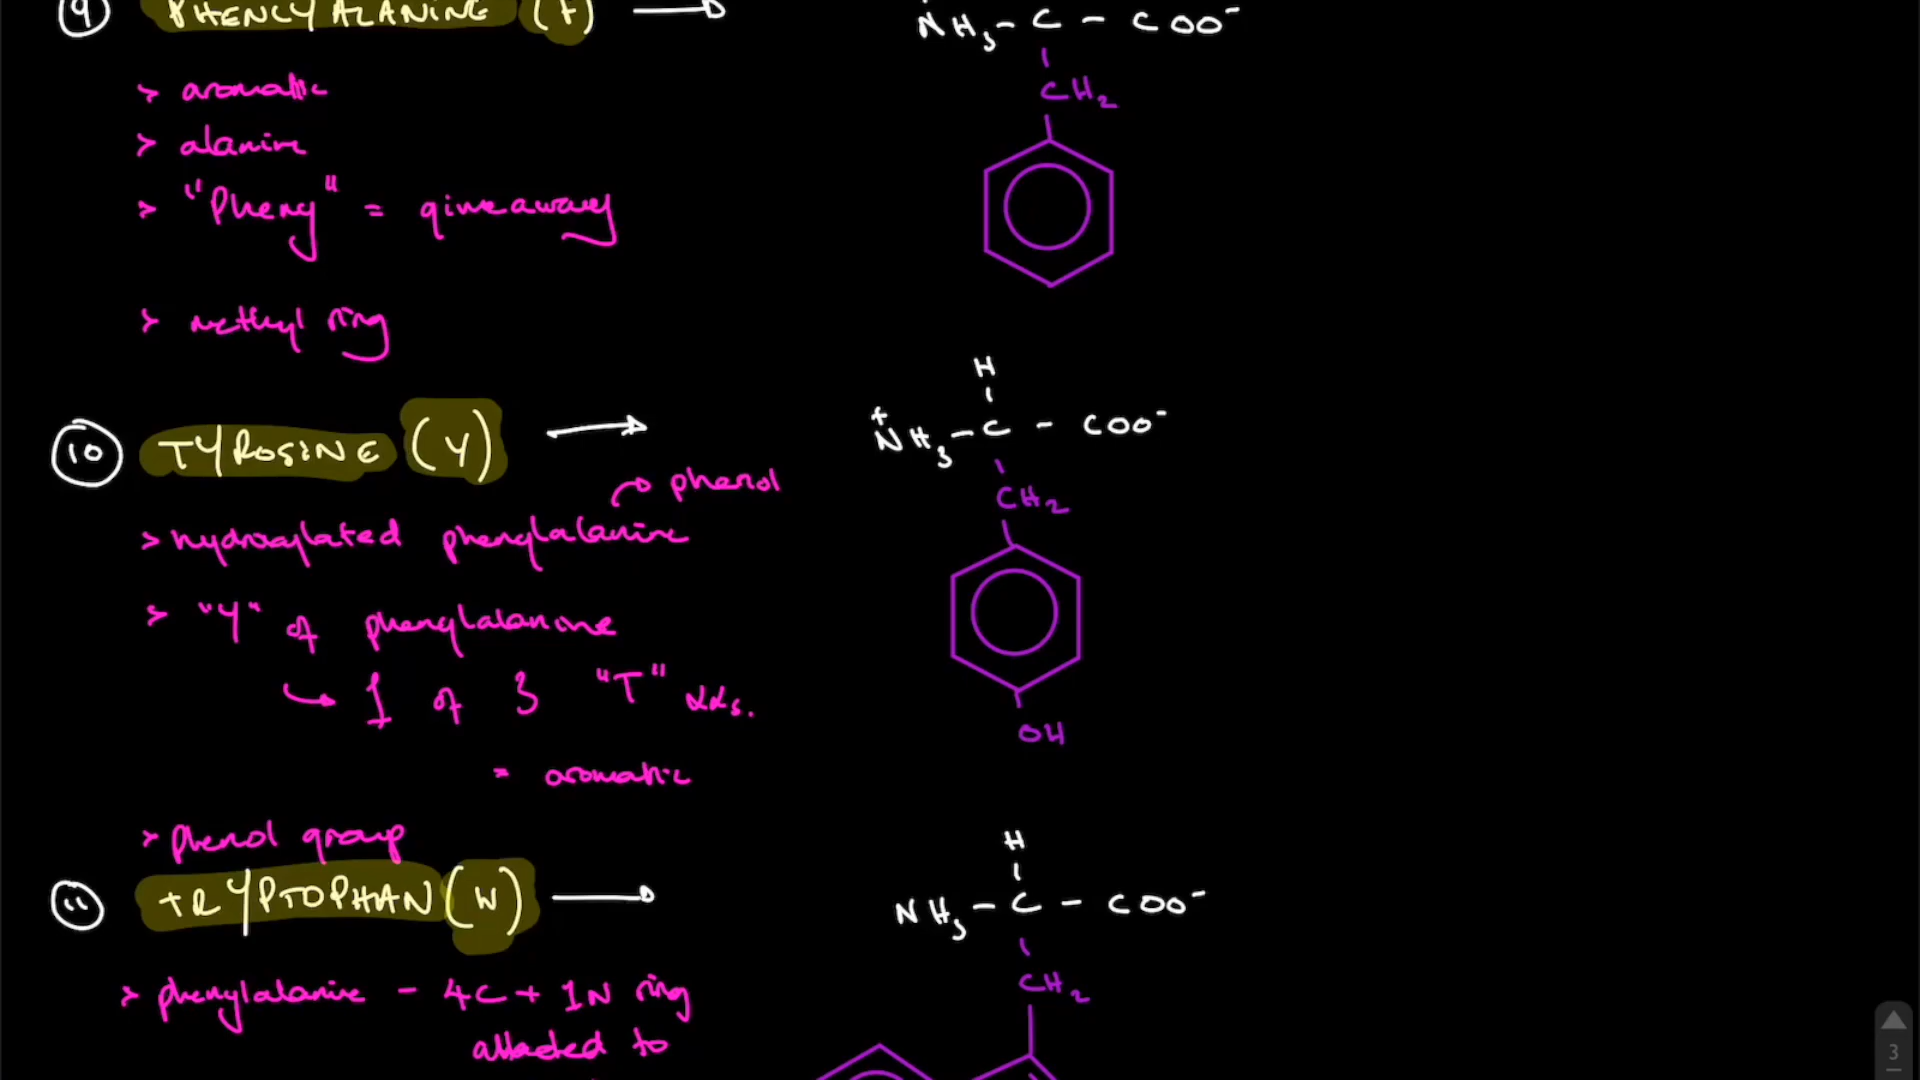 9 PHENYLALANINE (F) → NH3 - C - COO-
CH2
> aromatic
> alanine
> "Pheny" = giveaway
> methyl ring
H
10 TYROSINE (Y) → +NH3 - C - COO-
phenol
CH2
> hydroxylated phenylalanine
> "Y" of phenylalanine
↳ 1 of 3 "T" ααs.
OH
= aromatic
> phenol group
H
11 tRYPTOPHAN (W) → NH3 - C - COO-
CH2
> phenylalanine - 4C + 1N ring
attached to
3